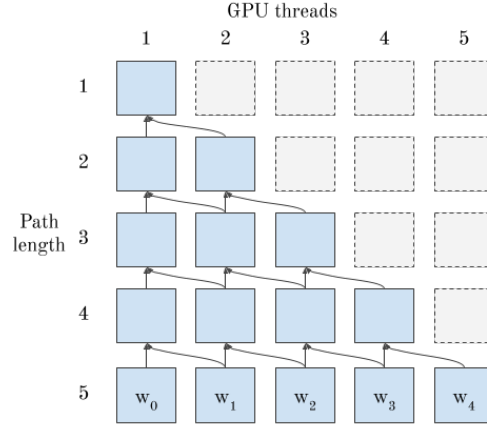 GPU threads
1 2 3 4 5
1
2
Path
length
3
4
5
w₀ w₁ w₂ w₃ w₄